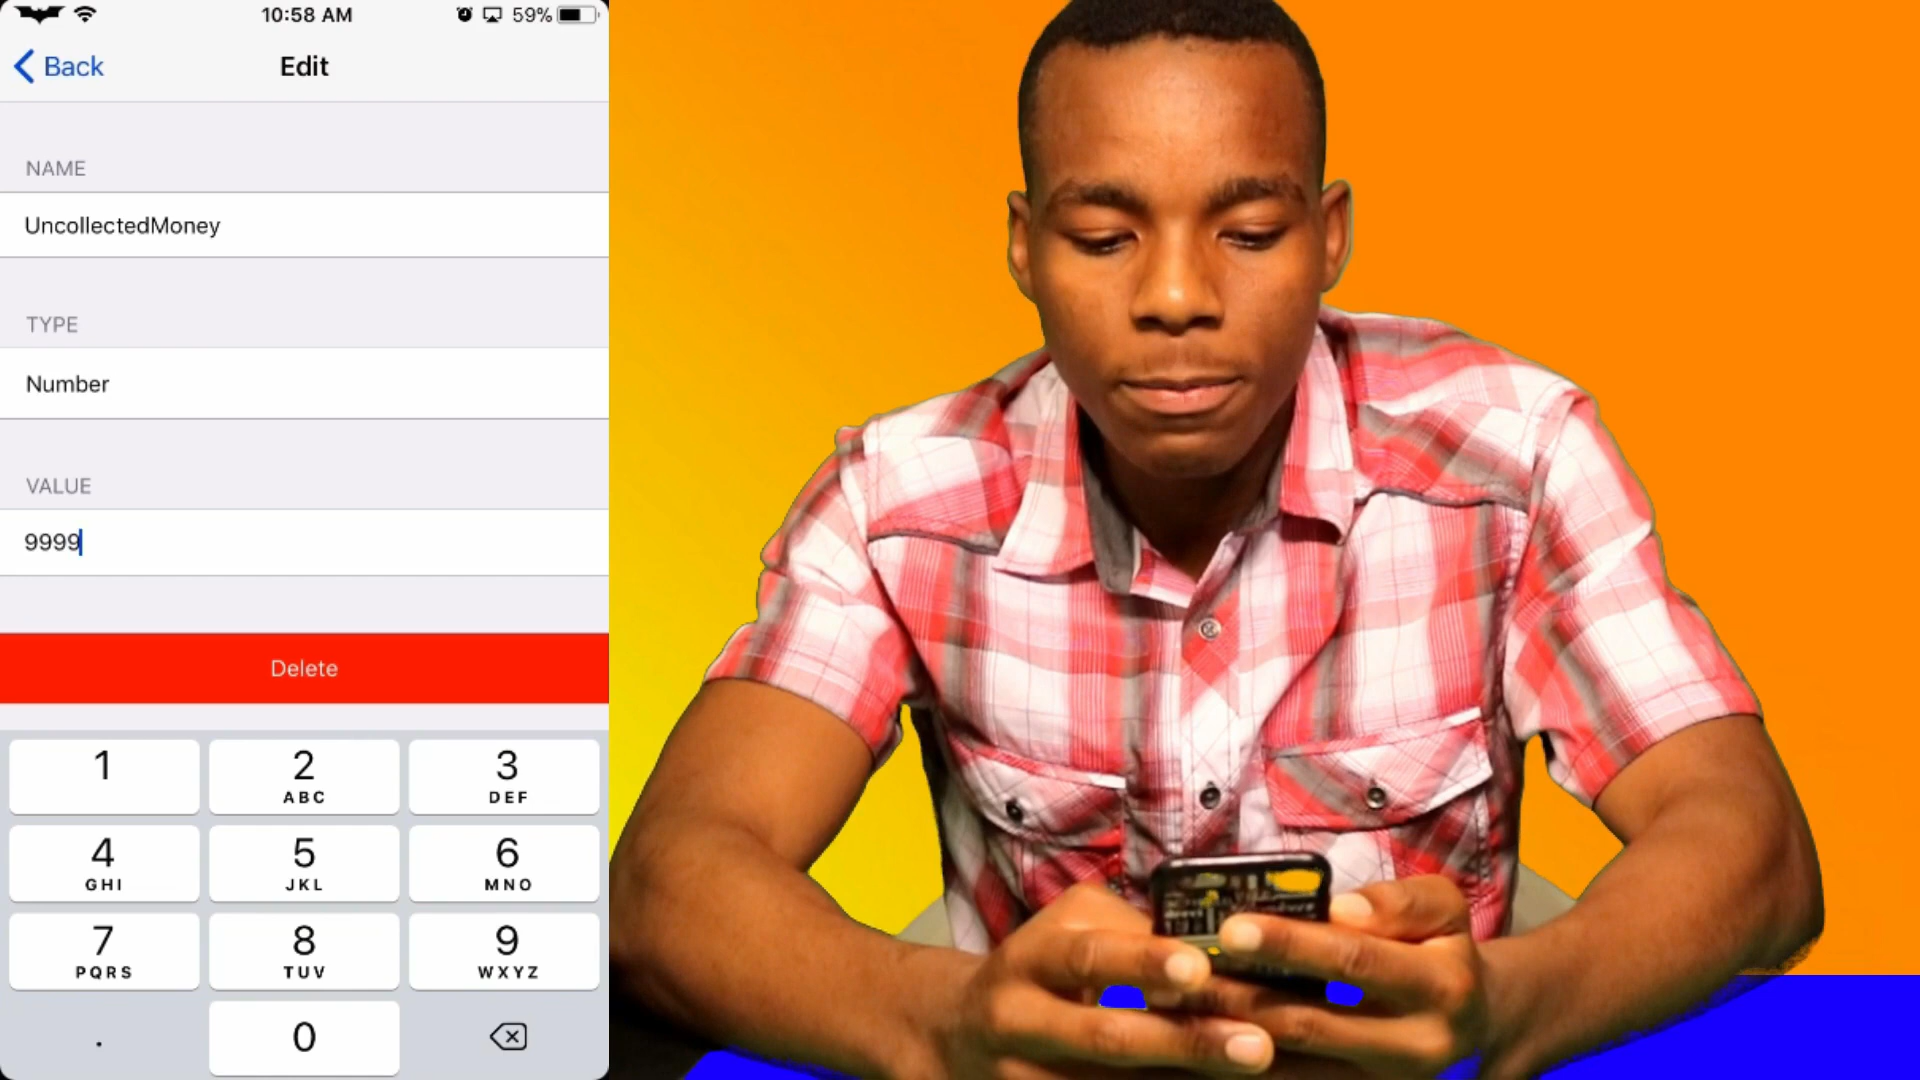 10:58 AM
59%
Back
Edit
NAME
UncollectedMoney
TYPE
Number
VALUE
9999
Delete
1
2
ABC
3
DEF
4
GHI
5
JKL
6
MNO
7
PQRS
8
TUV
9
WXYZ
.
0